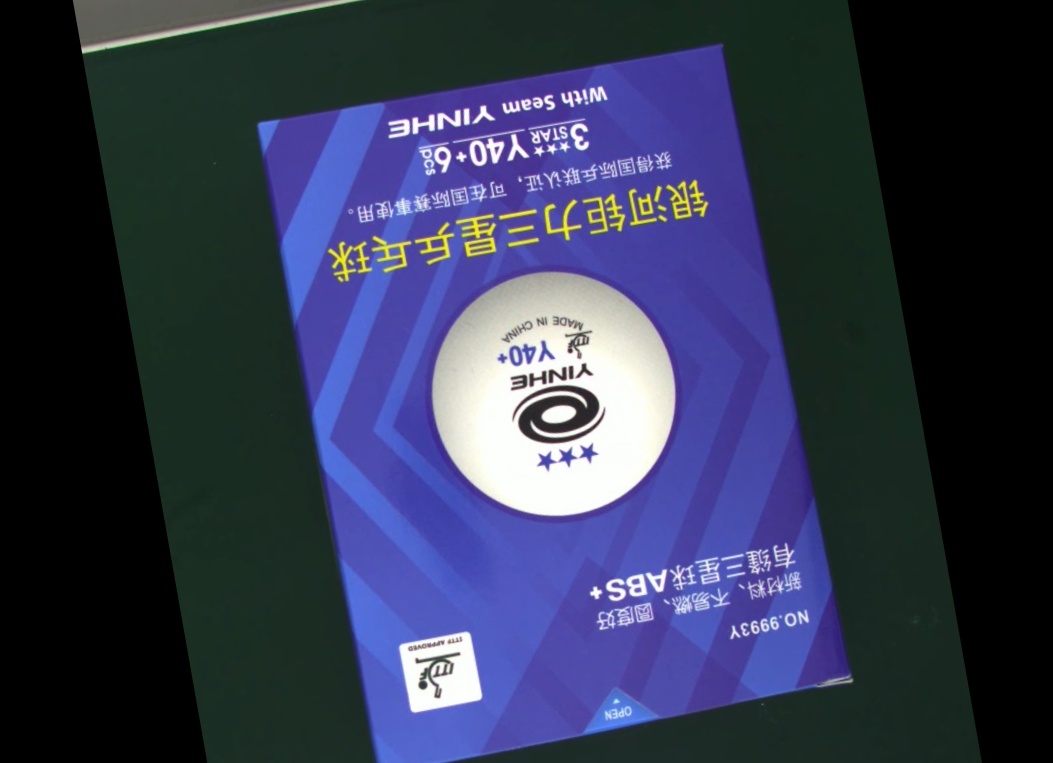 OPEN
ITTF APPROVED
NO.9993Y
新材料、不易燃、圆度好
有缝三星球ABS+
★★★
YINHE
Y40+
MADE IN CHINA
银河钜力三星乒乓球
获得国际乒联认证，可在国际赛事使用。
3★★★STAR Y40+ 6PCS
With Seam YINHE